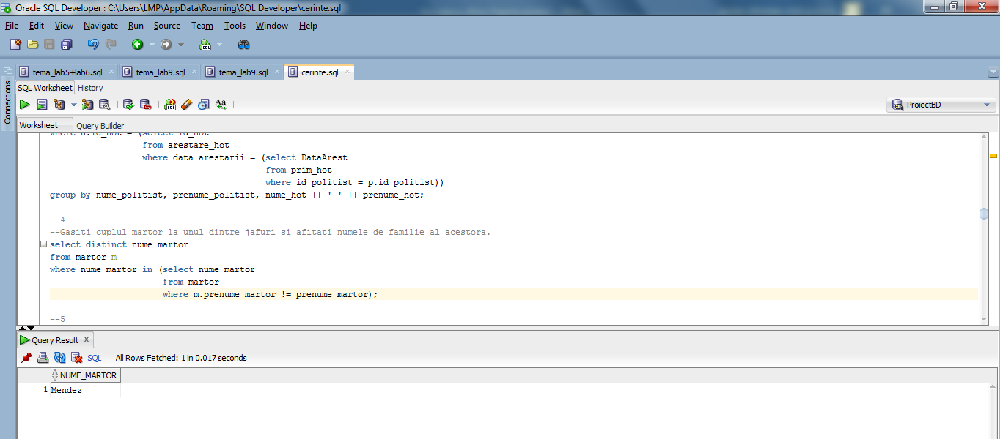 Oracle SQL Developer : C:\Users\LMP\AppData\Roaming\SQL Developer\cerinte.sql
File Edit View Navigate Run Source Team Tools Window Help
tema_lab5+lab6.sql tema_lab9.sql tema_lab9.sql cerinte.sql
Connections
SQL Worksheet History
ProiectBD
Worksheet Query Builder
where h.id_hot = (select id_hot
from arestare_hot
where data_arestarii = (select DataArest
from prim_hot
where id_politist = p.id_politist))
group by nume_politist, prenume_politist, nume_hot || ' ' || prenume_hot;
--4
--Gasiti cuplul martor la unul dintre jafuri si afitati numele de familie al acestora.
select distinct nume_martor
from martor m
where nume_martor in (select nume_martor
from martor
where m.prenume_martor != prenume_martor);
--5
Query Result x
SQL | All Rows Fetched: 1 in 0.017 seconds
NUME_MARTOR
1 Mendez